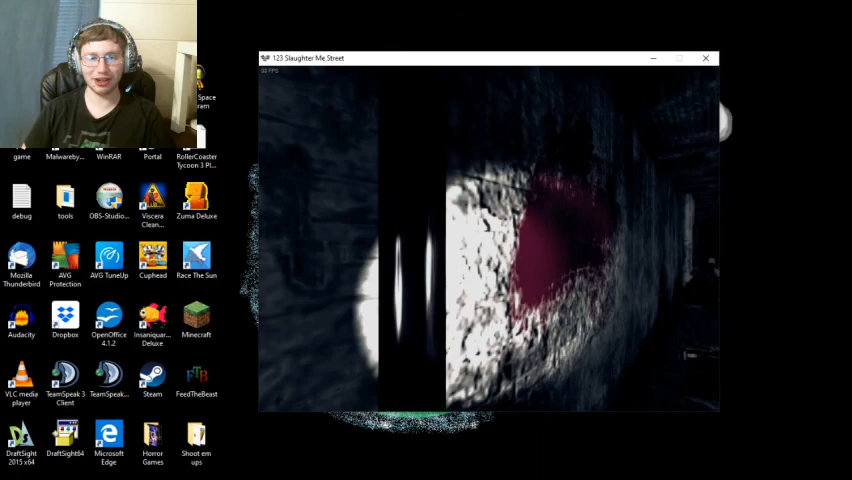 123 Slaughter Me Street
33 FPS
Space
ram
game
Malwareby...
WinRAR
Portal
RollerCoaster
Tycoon 3 Pl...
debug
tools
OBS-Studio...
Viscera
Clean...
Zuma Deluxe
Mozilla
Thunderbird
AVG
Protection
AVG TuneUp
Cuphead
Race The Sun
Audacity
Dropbox
OpenOffice
4.1.2
Insaniquar...
Deluxe
Minecraft
FTB
VLC media
player
TeamSpeak 3
Client
TeamSpeak...
Steam
FeedTheBeast
DraftSight
2015 x64
DraftSight64
Microsoft
Edge
Horror
Games
Shoot em
ups